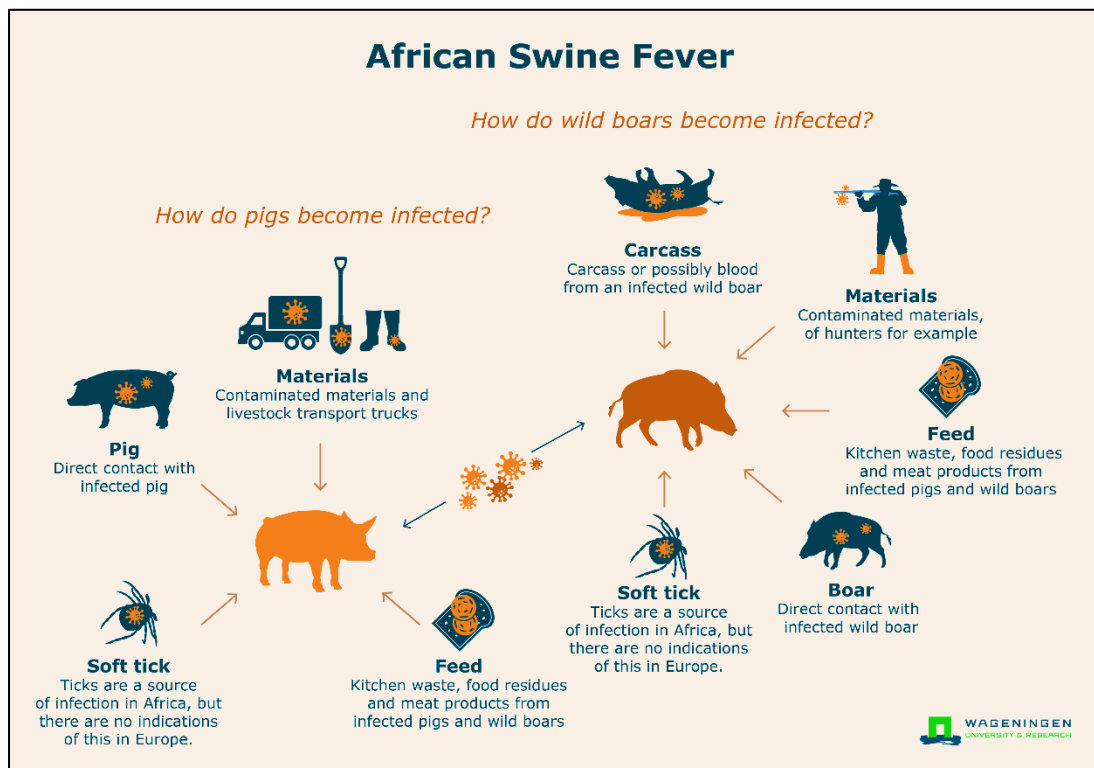 African Swine Fever
How do wild boars become infected?
How do pigs become infected?
Carcass
Carcass or possibly blood
from an infected wild boar
Materials
Contaminated materials,
of hunters for example
Materials
Contaminated materials and
livestock transport trucks
Pig
Direct contact with
infected pig
Feed
Kitchen waste, food residues
and meat products from
infected pigs and wild boars
Soft tick
Ticks are a source
of infection in Africa, but
there are no indications
of this in Europe.
Boar
Direct contact with
infected wild boar
Soft tick
Ticks are a source
of infection in Africa, but
there are no indications
of this in Europe.
Feed
Kitchen waste, food residues
and meat products from
infected pigs and wild boars
WAGENINGEN
UNIVERSITY & RESEARCH